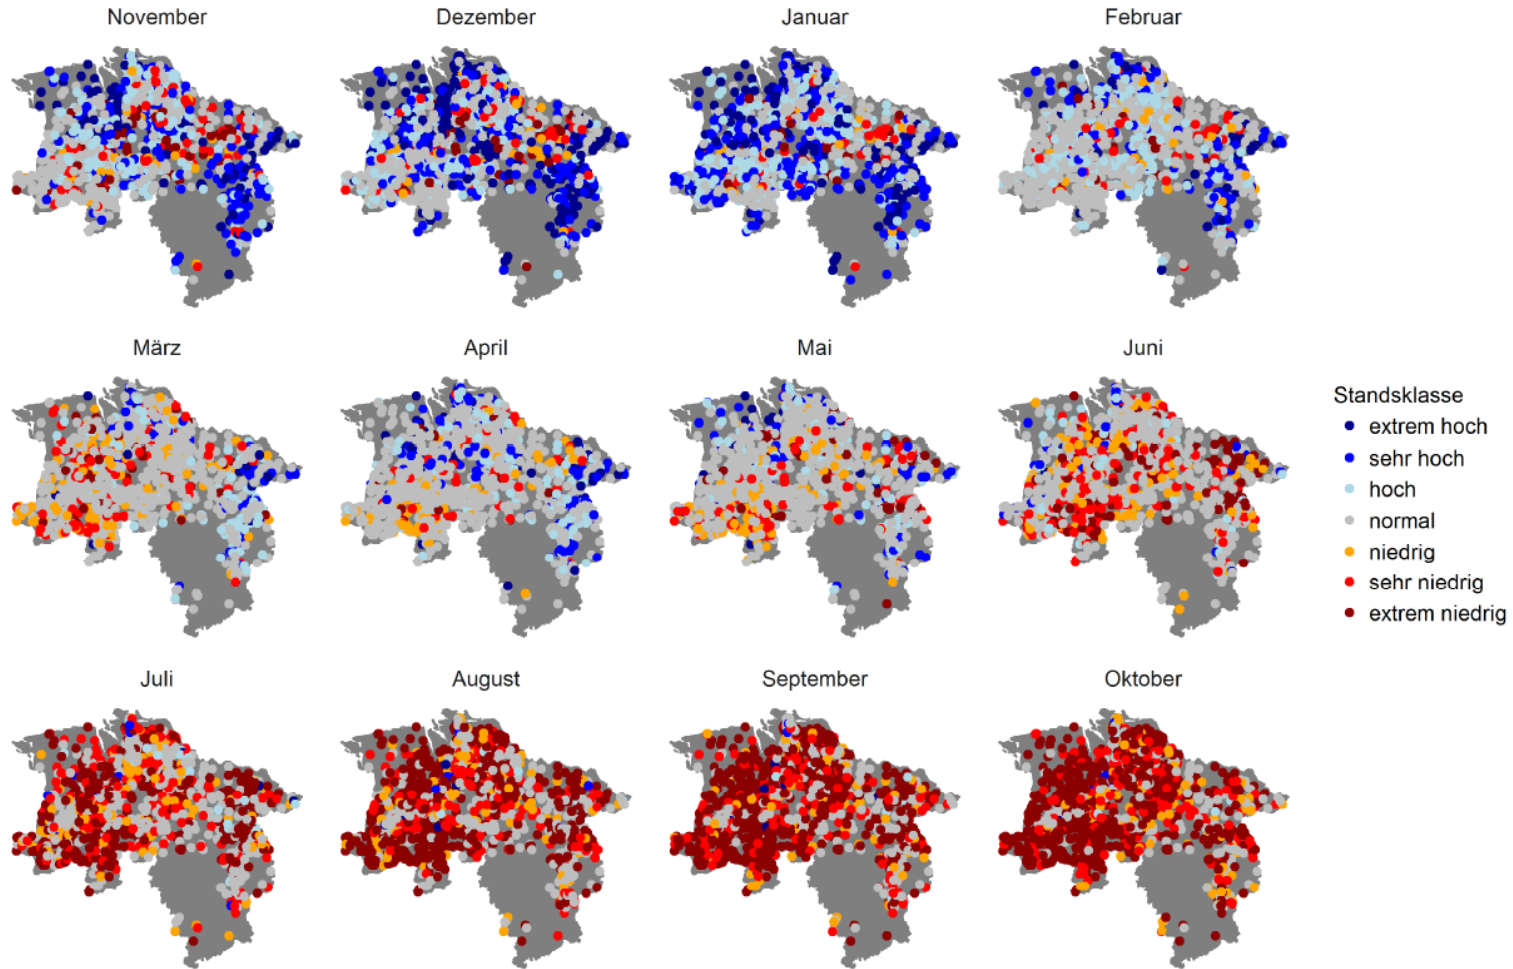 November
Dezember
Januar
Februar
März
April
Mai
Juni
Standsklasse
extrem hoch
sehr hoch
hoch
normal
niedrig
sehr niedrig
extrem niedrig
Juli
August
September
Oktober